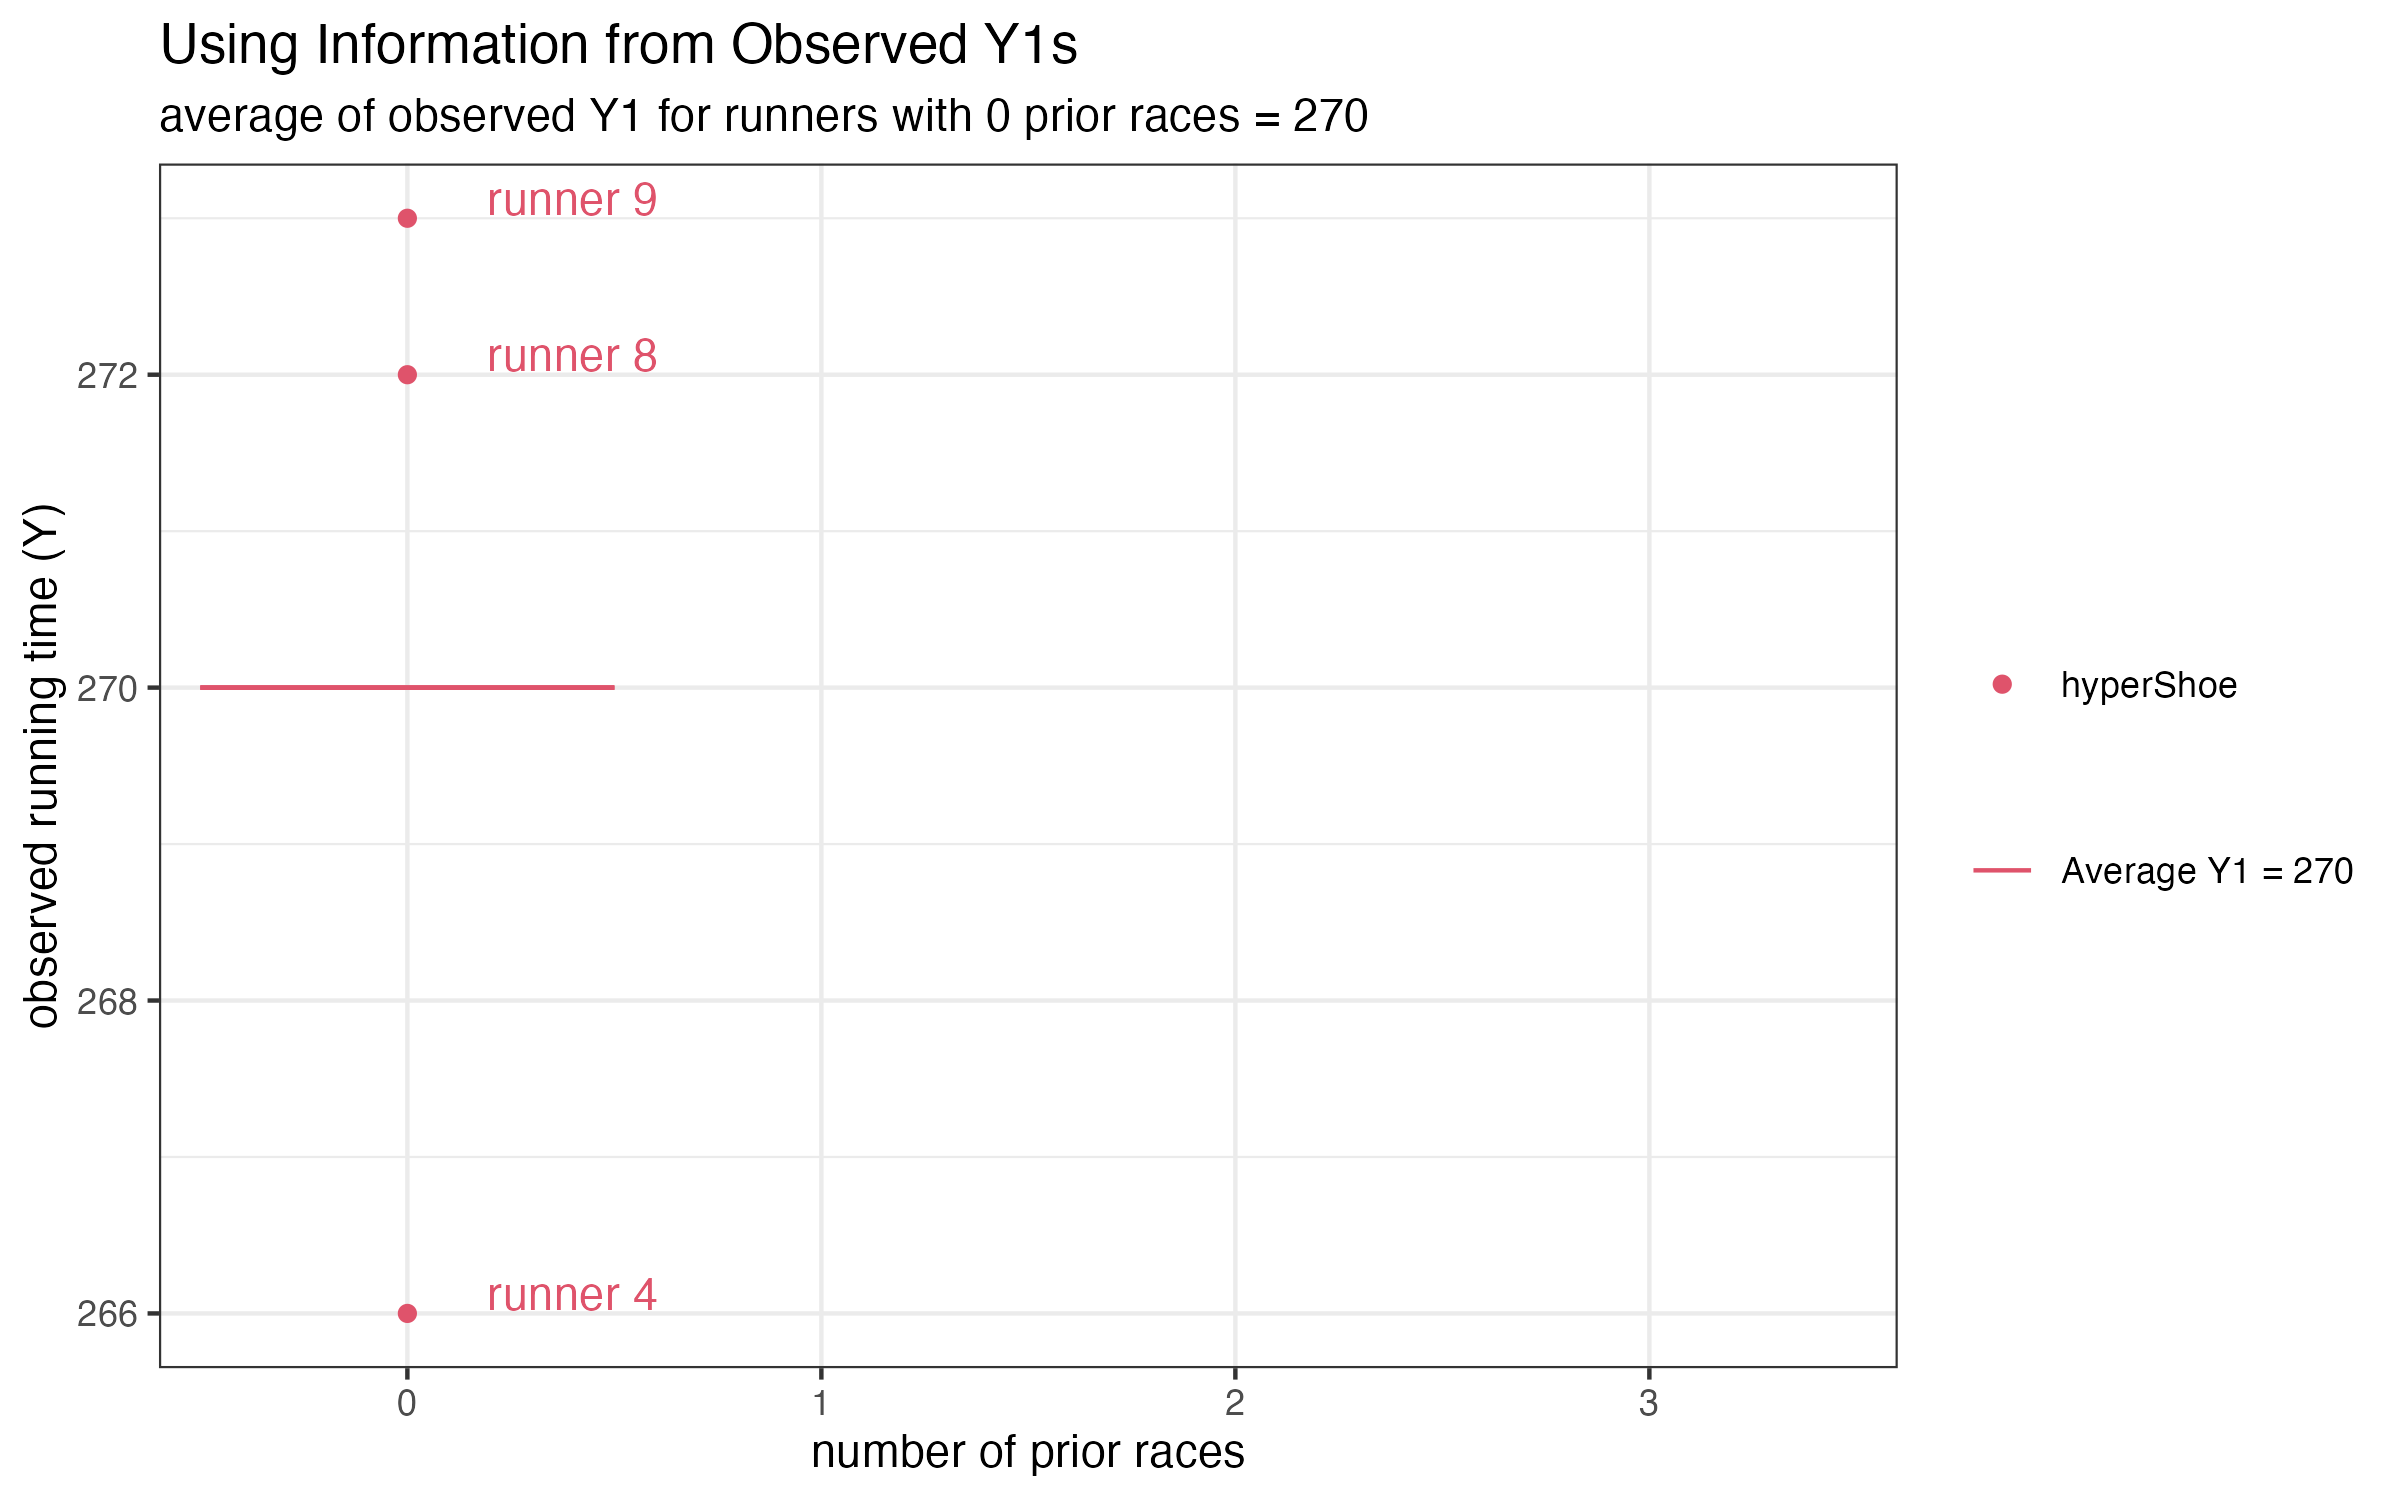 Using Information from Observed Y1s
average of observed Y1 for runners with 0 prior races = 270
runner 9
runner 8
runner 4
272
270
268
266
observed running time (Y)
0
1
2
3
number of prior races
hyperShoe
Average Y1 = 270